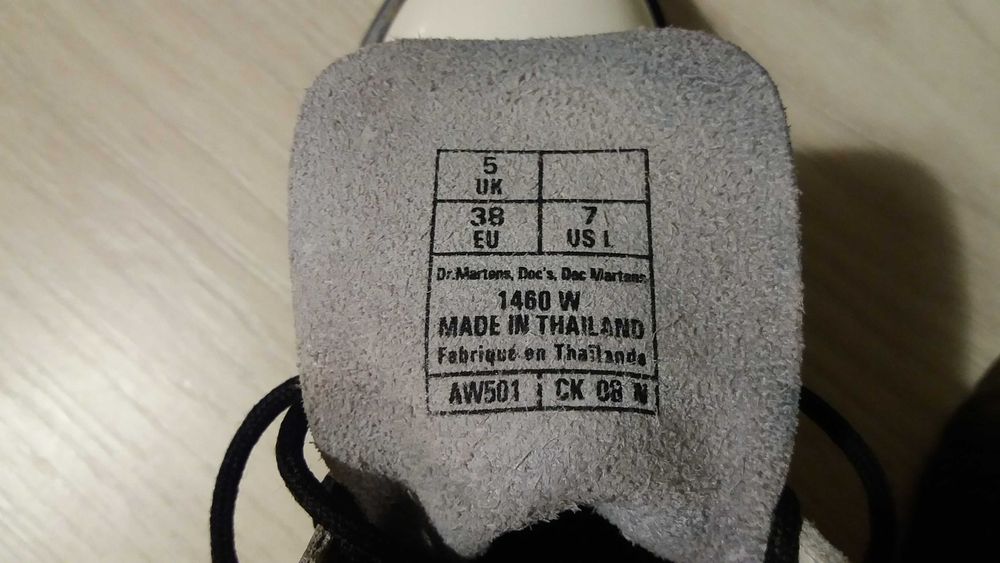 5
UK
38 7
EU US L
Dr.Martens, Doc's, Doc Martens
1460 W
MADE IN THAILAND
Fabriqué en Thaïlande
AW501 CK 08 N